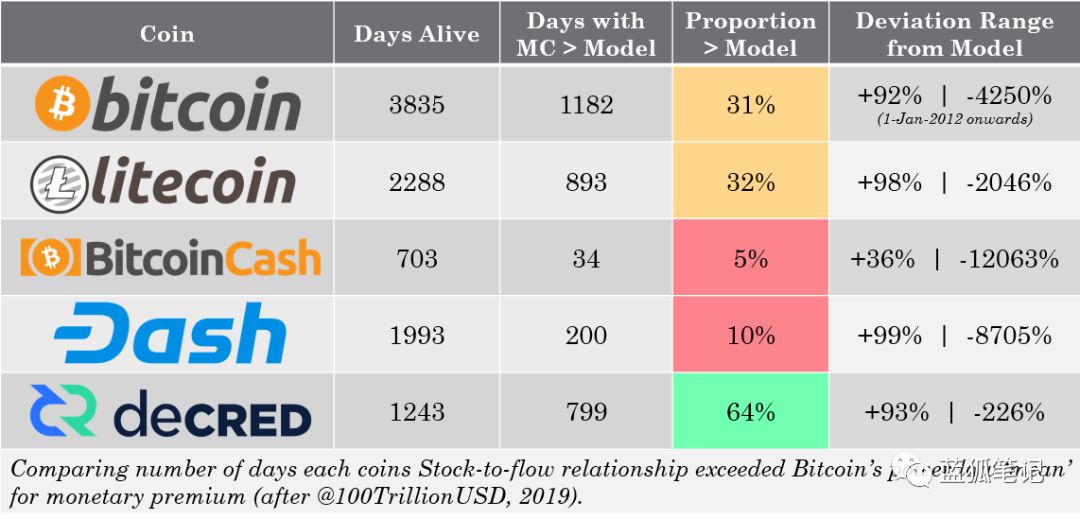 Coin Days Alive Days with MC > Model Proportion > Model Deviation Range from Model
bitcoin 3835 1182 31% +92% | -4250%
(1-Jan-2012 onwards)
litecoin 2288 893 32% +98% | -2046%
BitcoinCash 703 34 5% +36% | -12063%
Dash 1993 200 10% +99% | -8705%
decred 1243 799 64% +93% | -226%
Comparing number of days each coins Stock-to-flow relationship exceeded Bitcoin's
for monetary premium (after @100TrillionUSD, 2019).
蓝狐笔记